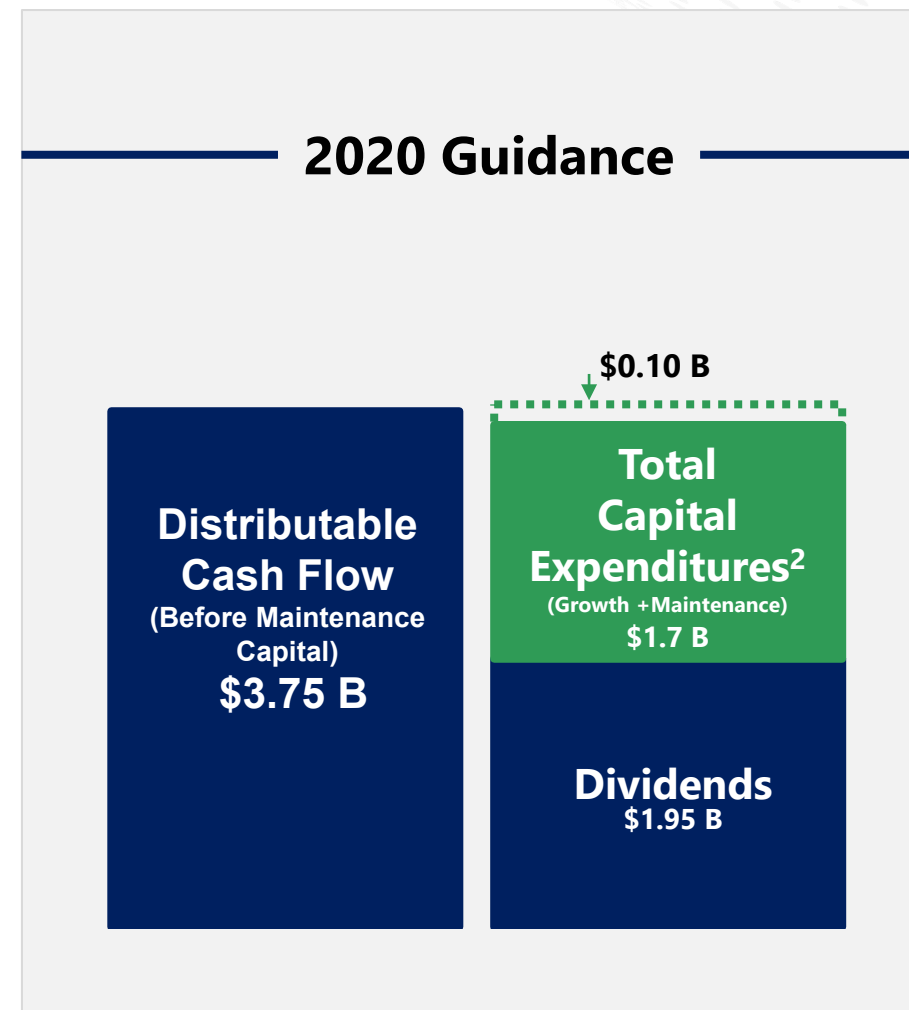 2020 Guidance
$0.10 B
Distributable
Cash Flow
(Before Maintenance
Capital)
$3.75 B
Total
Capital
Expenditures²
(Growth +Maintenance)
$1.7 B
Dividends
$1.95 B